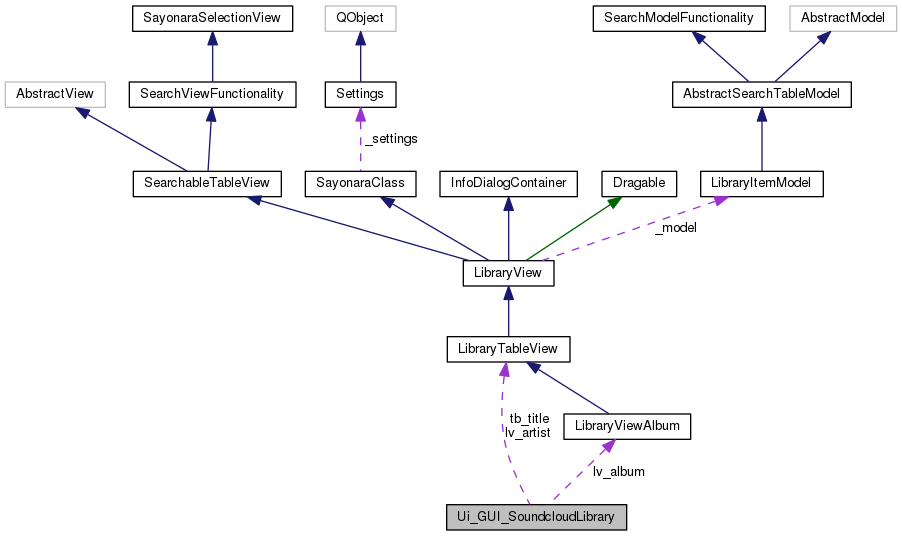 SayonaraSelectionView
QObject
SearchModelFunctionality
AbstractModel
AbstractView
SearchViewFunctionality
Settings
AbstractSearchTableModel
_settings
SearchableTableView
SayonaraClass
InfoDialogContainer
Dragable
LibraryItemModel
_model
LibraryView
LibraryTableView
tb_title
lv_artist
LibraryViewAlbum
lv_album
Ui_GUI_SoundcloudLibrary